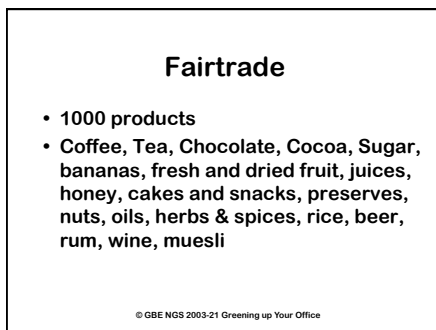 Fairtrade
• 1000 products
• Coffee, Tea, Chocolate, Cocoa, Sugar,
bananas, fresh and dried fruit, juices,
honey, cakes and snacks, preserves,
nuts, oils, herbs & spices, rice, beer,
rum, wine, muesli
© GBE NGS 2003-21 Greening up Your Office